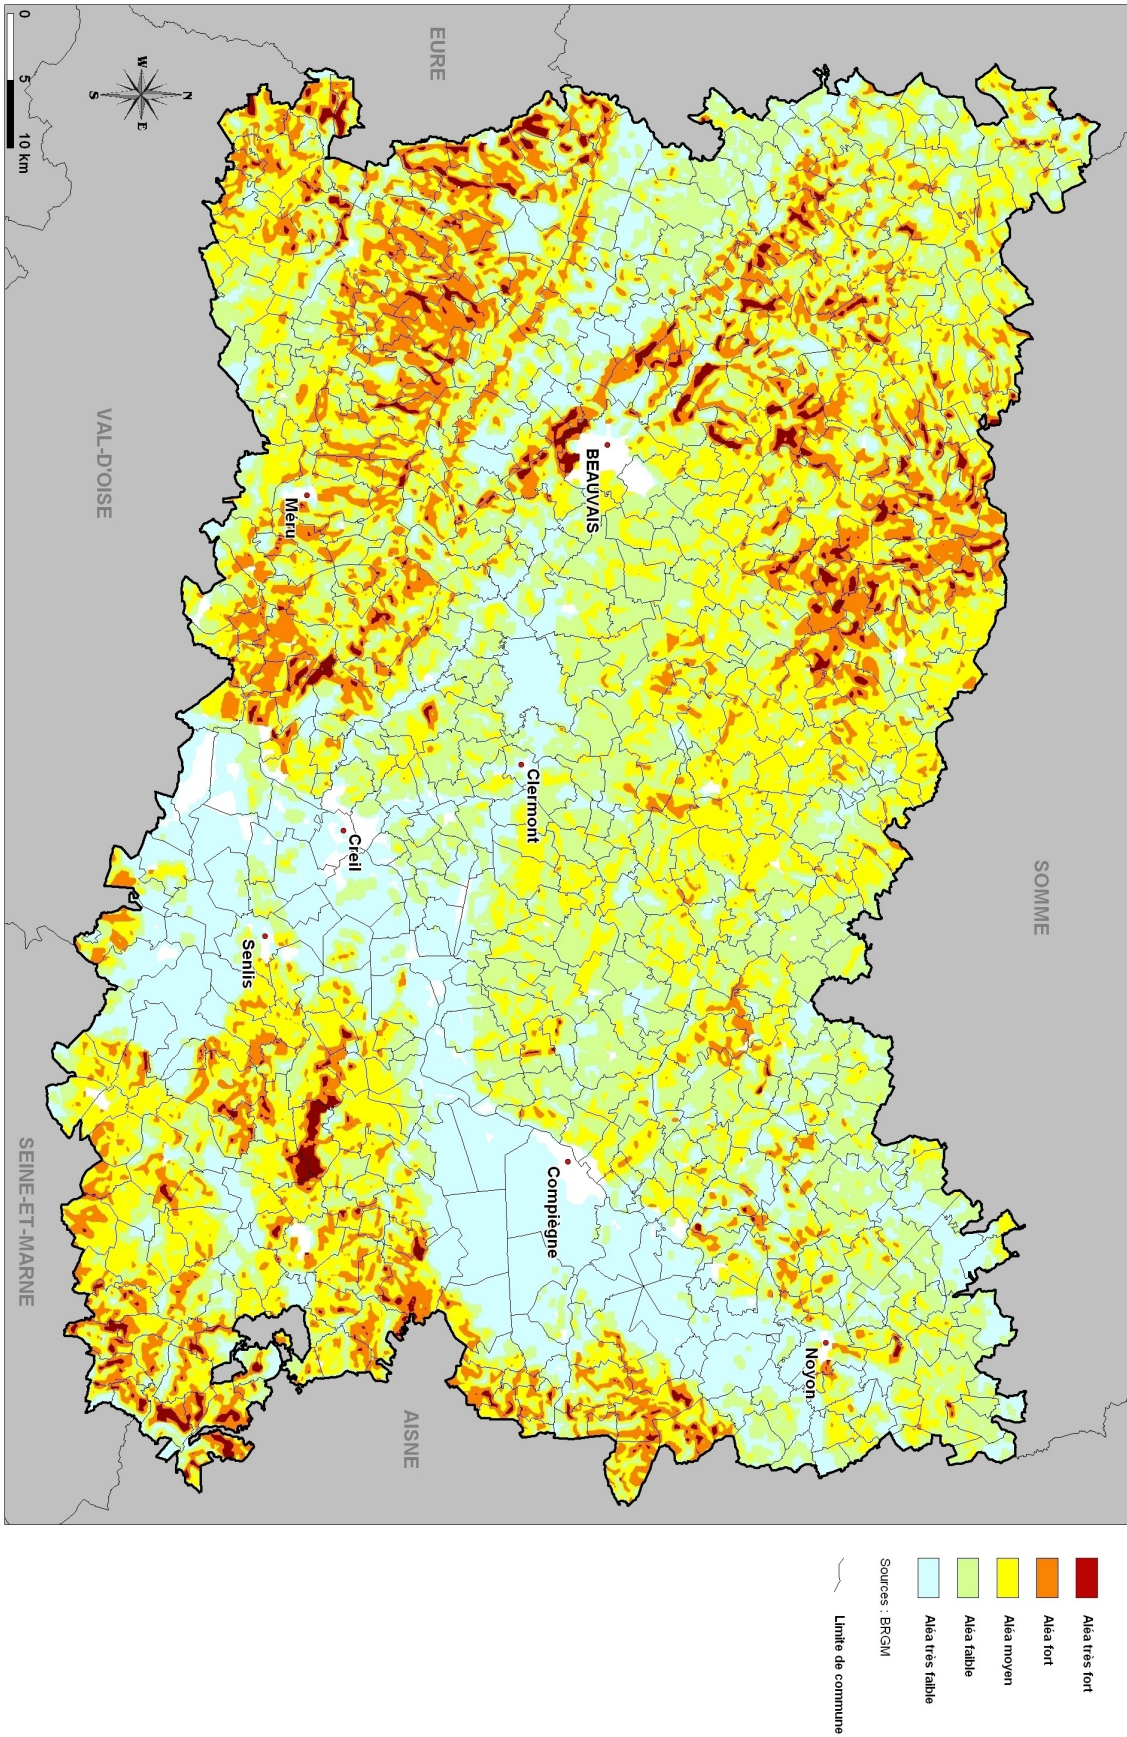 SOMME
EURE
BEAUVAIS
Clermont
Compiègne
Noyon
Méru
Creil
Senlis
AISNE
VAL-D'OISE
SEINE-ET-MARNE
N
W
E
S
0 5 10 km
Aléa très fort
Aléa fort
Aléa moyen
Aléa faible
Aléa très faible
Sources : BRGM
Limite de commune